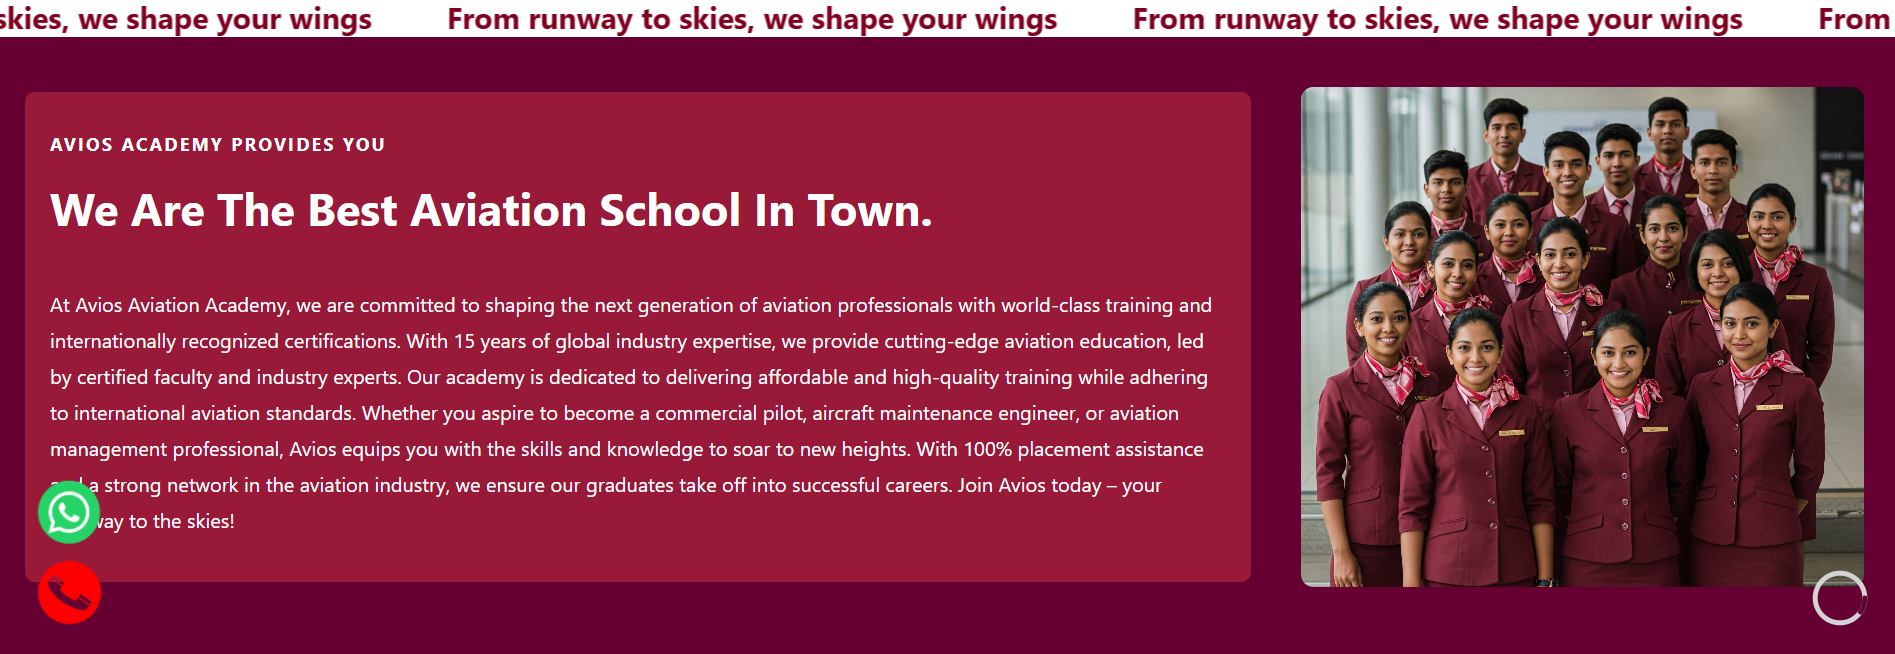 skies, we shape your wings From runway to skies, we shape your wings From runway to skies, we shape your wings From
AVIOS ACADEMY PROVIDES YOU
We Are The Best Aviation School In Town.
At Avios Aviation Academy, we are committed to shaping the next generation of aviation professionals with world-class training and
internationally recognized certifications. With 15 years of global industry expertise, we provide cutting-edge aviation education, led
by certified faculty and industry experts. Our academy is dedicated to delivering affordable and high-quality training while adhering
to international aviation standards. Whether you aspire to become a commercial pilot, aircraft maintenance engineer, or aviation
management professional, Avios equips you with the skills and knowledge to soar to new heights. With 100% placement assistance
a strong network in the aviation industry, we ensure our graduates take off into successful careers. Join Avios today – your
to the skies!